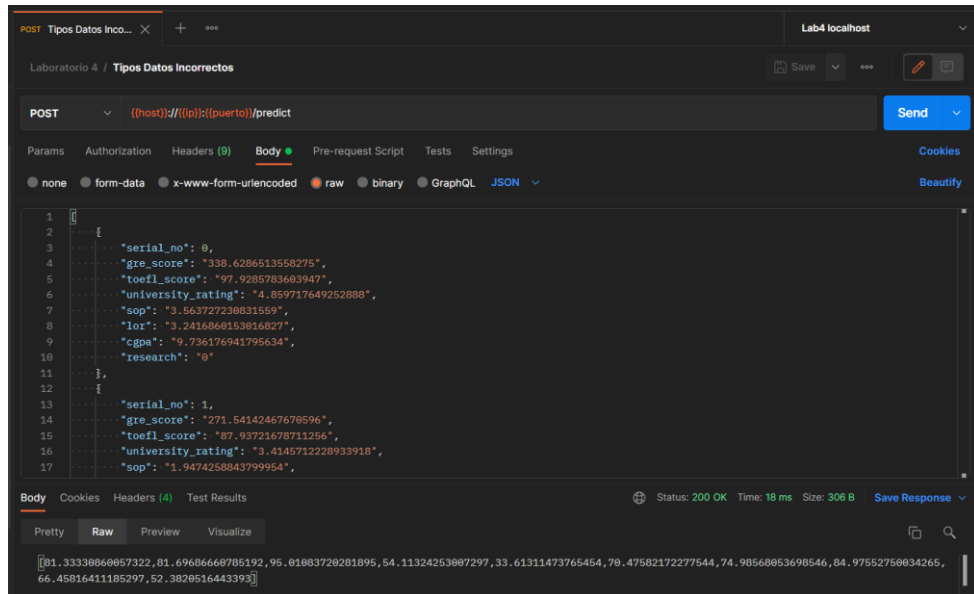 POST Tipos Datos Inco...
Lab4 localhost
Laboratorio 4 / Tipos Datos Incorrectos
Save
POST {{host}}://{{ip}}:{{puerto}}/predict
Send
Params Authorization Headers (9) Body Pre-request Script Tests Settings Cookies
none form-data x-www-form-urlencoded raw binary GraphQL JSON Beautify
1 [
2 {
3 "serial_no": 0,
4 "gre_score": "338.6286513558275",
5 "toefl_score": "97.9285783603947",
6 "university_rating": "4.859717649252888",
7 "sop": "3.563727230831559",
8 "lor": "3.2416860153016827",
9 "cgpa": "9.736176941795634",
10 "research": "0"
11 },
12 {
13 "serial_no": 1,
14 "gre_score": "271.54142467670596",
15 "toefl_score": "87.93721678711256",
16 "university_rating": "3.4145712228933918",
17 "sop": "1.9474258843799954",
Body Cookies Headers (4) Test Results Status: 200 OK Time: 18 ms Size: 306 B Save Response
Pretty Raw Preview Visualize
[81.33330860057322,81.69686660785192,95.01083720281895,54.11324253007297,33.61311473765454,70.47582172277544,74.98568053698546,84.97552750034265,
66.45816411185297,52.3820516443393]